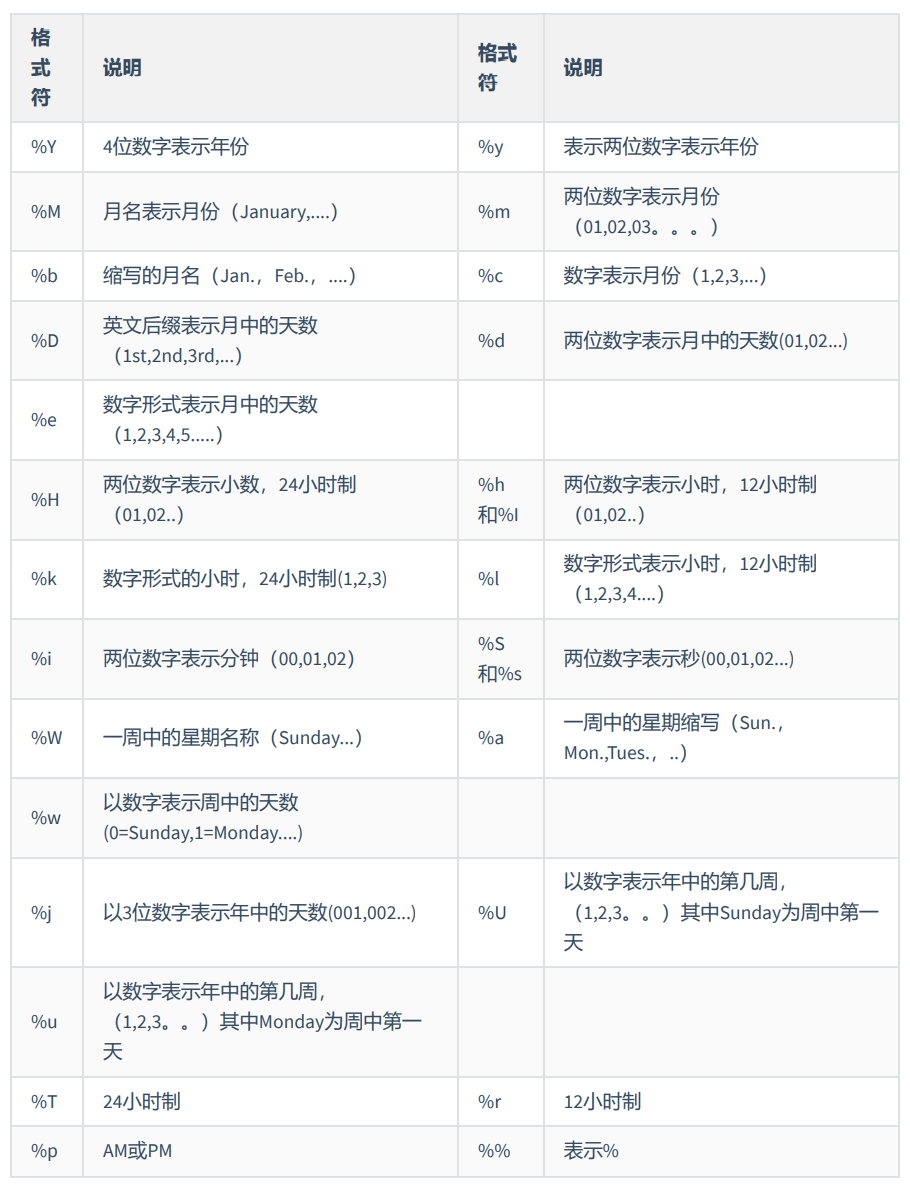 格
式
符
说明
格式
符
说明
%Y
4位数字表示年份
%y
表示两位数字表示年份
%M
月名表示月份（January,....）
%m
两位数字表示月份
（01,02,03。。。）
%b
缩写的月名（Jan.，Feb.，....）
%c
数字表示月份（1,2,3,...）
%D
英文后缀表示月中的天数
（1st,2nd,3rd,...）
%d
两位数字表示月中的天数(01,02...)
%e
数字形式表示月中的天数
（1,2,3,4,5.....）
%H
两位数字表示小数，24小时制
（01,02..）
%h
和%I
两位数字表示小时，12小时制
（01,02..）
%k
数字形式的小时，24小时制(1,2,3)
%l
数字形式表示小时，12小时制
（1,2,3,4....）
%i
两位数字表示分钟（00,01,02）
%S
和%s
两位数字表示秒(00,01,02...)
%W
一周中的星期名称（Sunday...）
%a
一周中的星期缩写（Sun.，
Mon.,Tues.，..）
%w
以数字表示周中的天数
(0=Sunday,1=Monday....)
%j
以3位数字表示年中的天数(001,002...)
%U
以数字表示年中的第几周，
（1,2,3。。）其中Sunday为周中第一
天
%u
以数字表示年中的第几周，
（1,2,3。。）其中Monday为周中第一
天
%T
24小时制
%r
12小时制
%p
AM或PM
%%
表示%